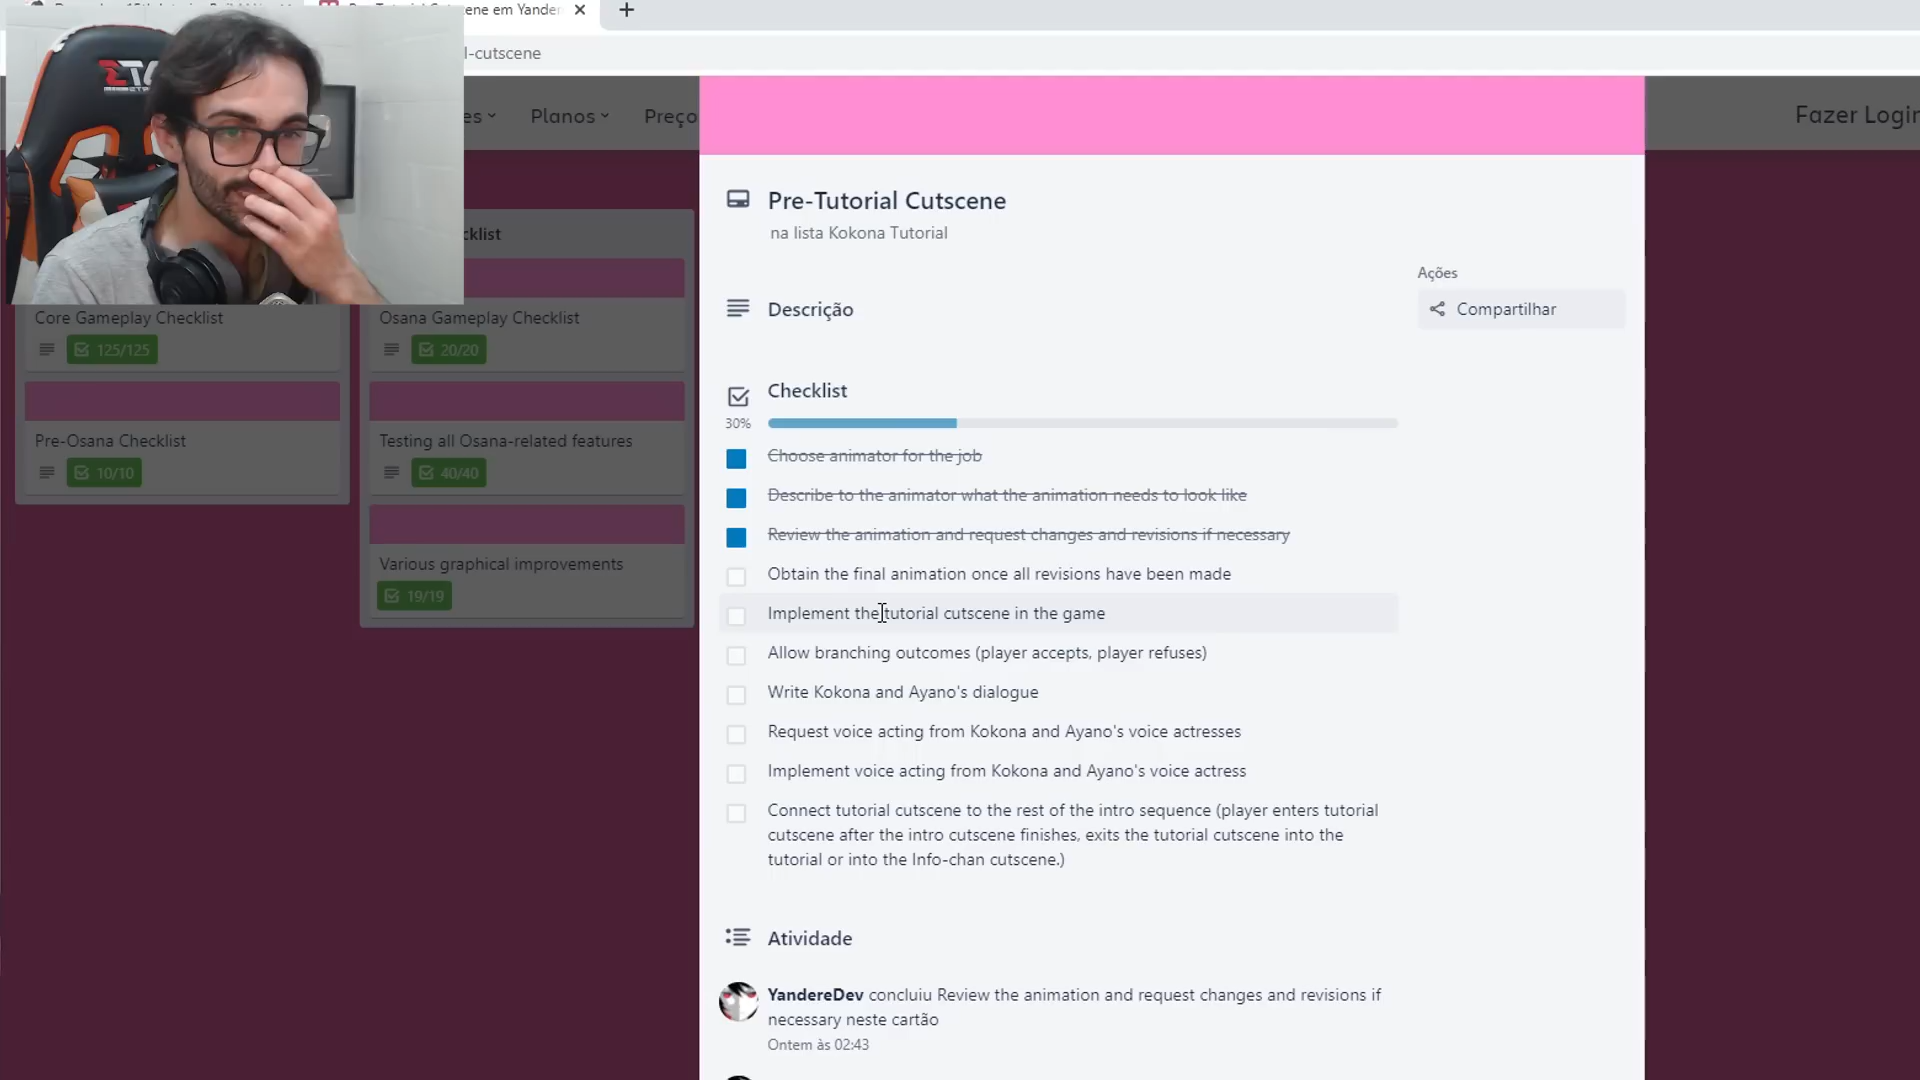 ene em Yander
l-cutscene
es
Planos
Preço
Fazer Login
Pre-Tutorial Cutscene
na lista Kokona Tutorial
Ações
Compartilhar
Descrição
Checklist
30%
Choose animator for the job
Describe to the animator what the animation needs to look like
Review the animation and request changes and revisions if necessary
Obtain the final animation once all revisions have been made
Implement the tutorial cutscene in the game
Allow branching outcomes (player accepts, player refuses)
Write Kokona and Ayano's dialogue
Request voice acting from Kokona and Ayano's voice actresses
Implement voice acting from Kokona and Ayano's voice actress
Connect tutorial cutscene to the rest of the intro sequence (player enters tutorial
cutscene after the intro cutscene finishes, exits the tutorial cutscene into the
tutorial or into the Info-chan cutscene.)
Atividade
YandereDev concluiu Review the animation and request changes and revisions if
necessary neste cartão
Ontem às 02:43
Core Gameplay Checklist
125/125
Pre-Osana Checklist
10/10
cklist
Osana Gameplay Checklist
20/20
Testing all Osana-related features
40/40
Various graphical improvements
19/19